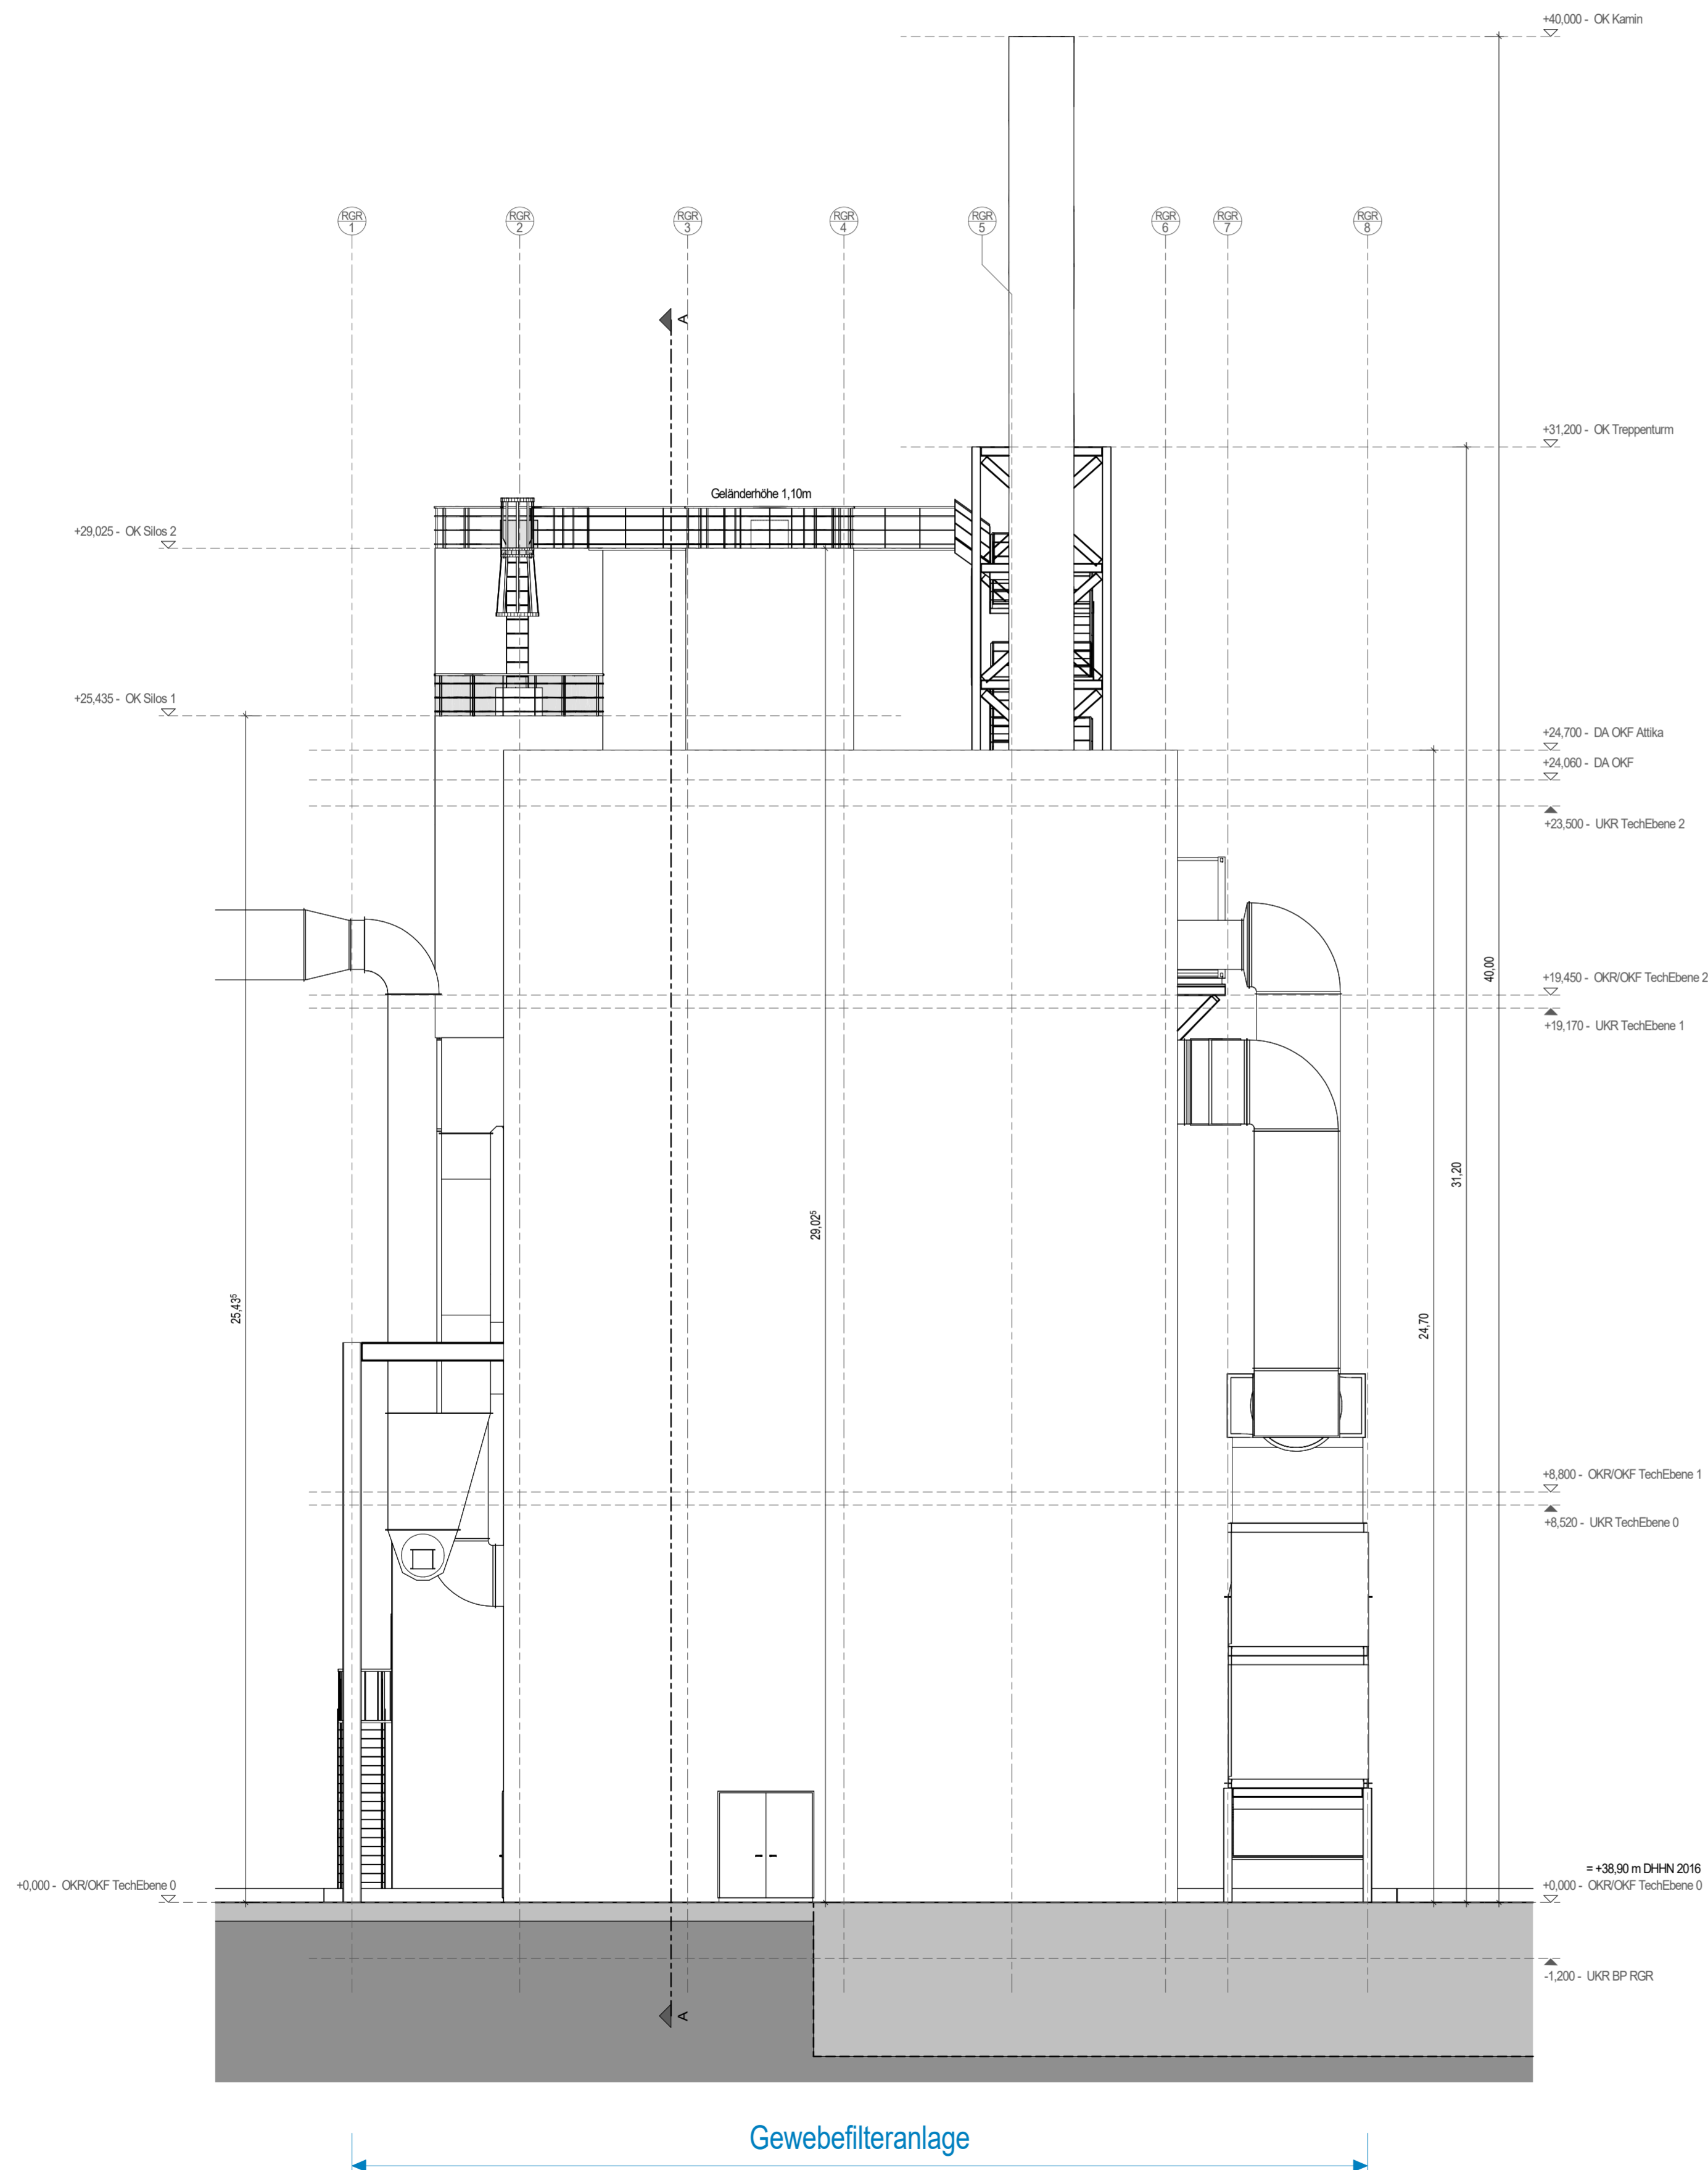 +40,000 - OK Kamin
RGR
1
RGR
2
RGR
3
RGR
4
RGR
5
RGR
6
RGR
7
RGR
8
A
+31,200 - OK Treppenturm
Geländerhöhe 1,10m
+29,025 - OK Silos 2
+25,435 - OK Silos 1
+24,700 - DA OKF Attika
+24,060 - DA OKF
+23,500 - UKR TechEbene 2
40,00
+19,450 - OKR/OKF TechEbene 2
+19,170 - UKR TechEbene 1
31,20
29,02⁵
25,43⁵
24,70
+8,800 - OKR/OKF TechEbene 1
+8,520 - UKR TechEbene 0
= +38,90 m DHHN 2016
+0,000 - OKR/OKF TechEbene 0
+0,000 - OKR/OKF TechEbene 0
-1,200 - UKR BP RGR
A
Gewebefilteranlage